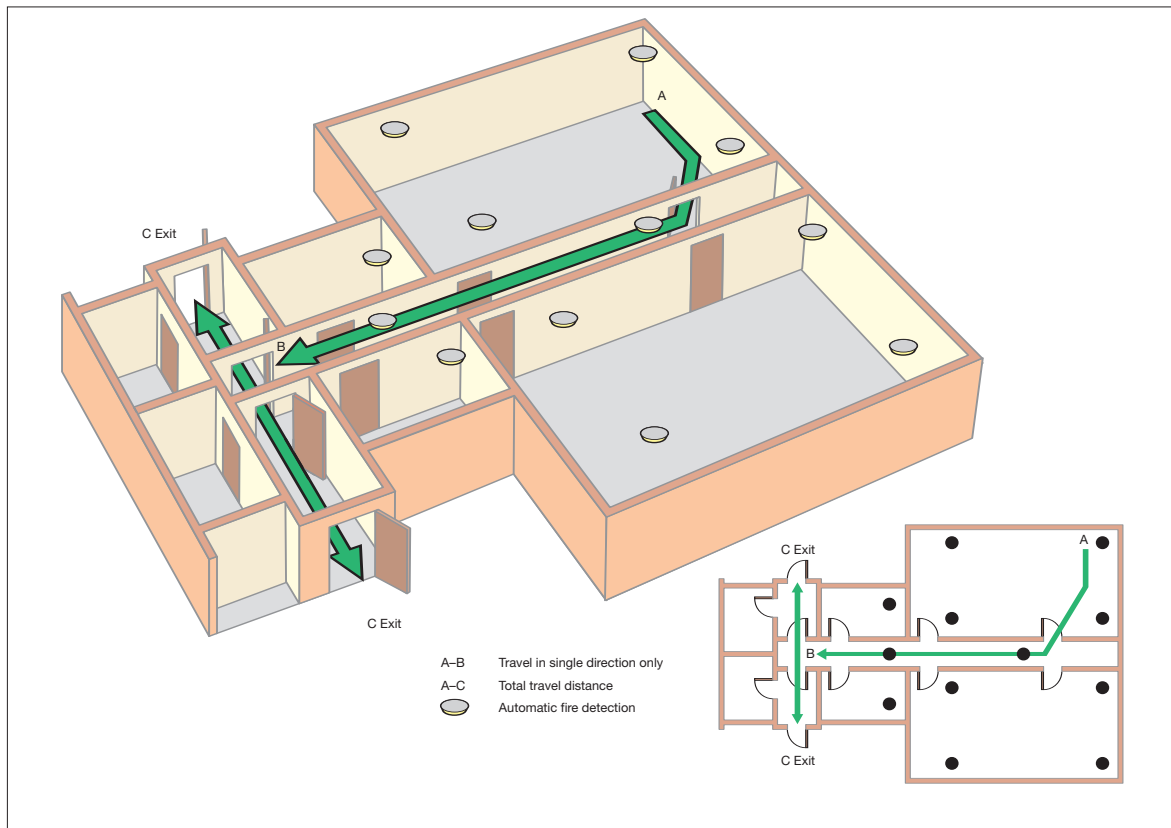 A
C Exit
B
C Exit
A–B Travel in single direction only
A–C Total travel distance
Automatic fire detection
C Exit
A
B
C Exit